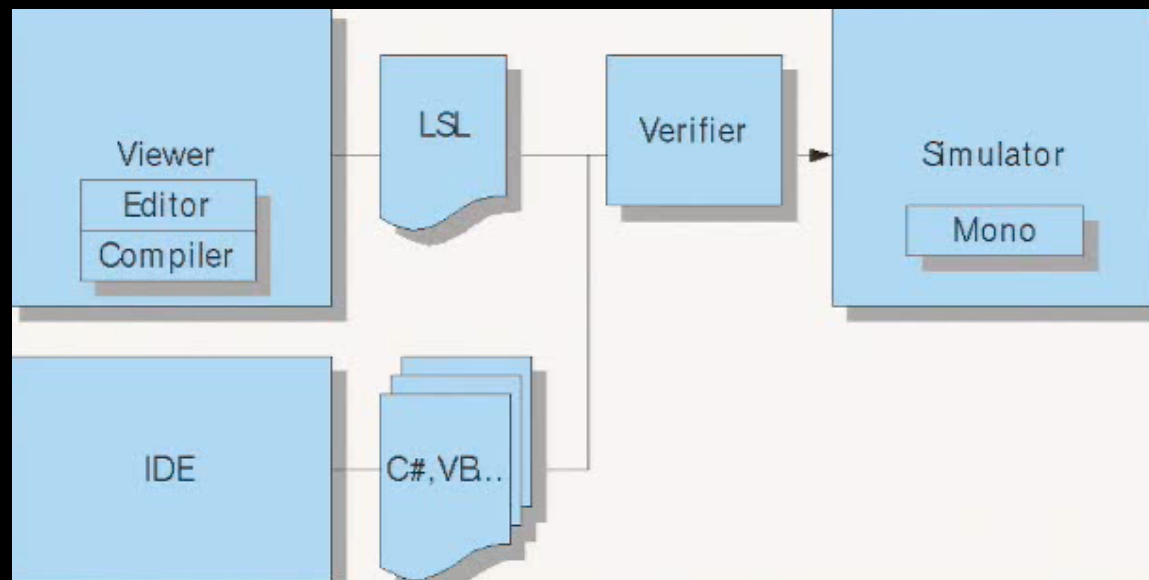 Viewer
Editor
Compiler
LSL
Verifier
Simulator
Mono
IDE
C#,VB...